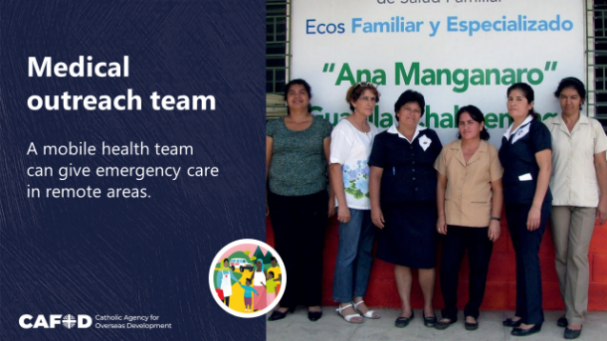 Medical
outreach team
A mobile health team
can give emergency care
in remote areas.
CAFOD
Catholic Agency for
Overseas Development
de Salud Familiar
Ecos Familiar y Especializado
“Ana Manganaro”